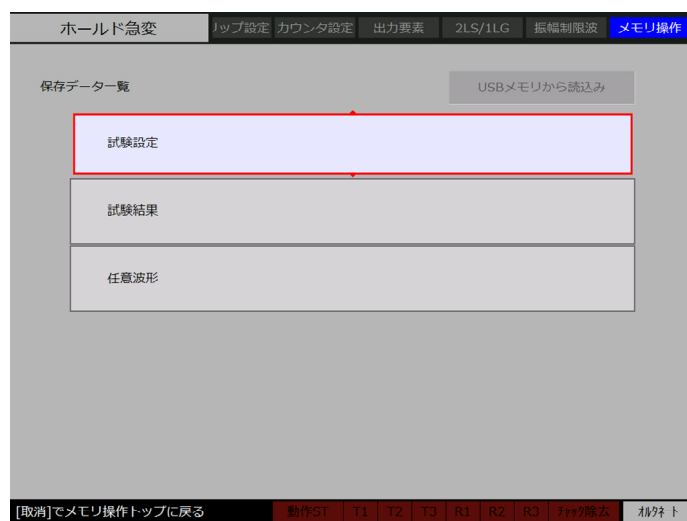 ホールド急変 リップ設定 カウンタ設定 出力要素 2LS/1LG 振幅制限波 メモリ操作
保存データ一覧 USBメモリから読込み
試験設定
試験結果
任意波形
[取消]でメモリ操作トップに戻る 動作ST T1 T2 T3 R1 R2 R3 ﾁｬｯﾀ除去 ｵﾙﾀﾈｰﾄ